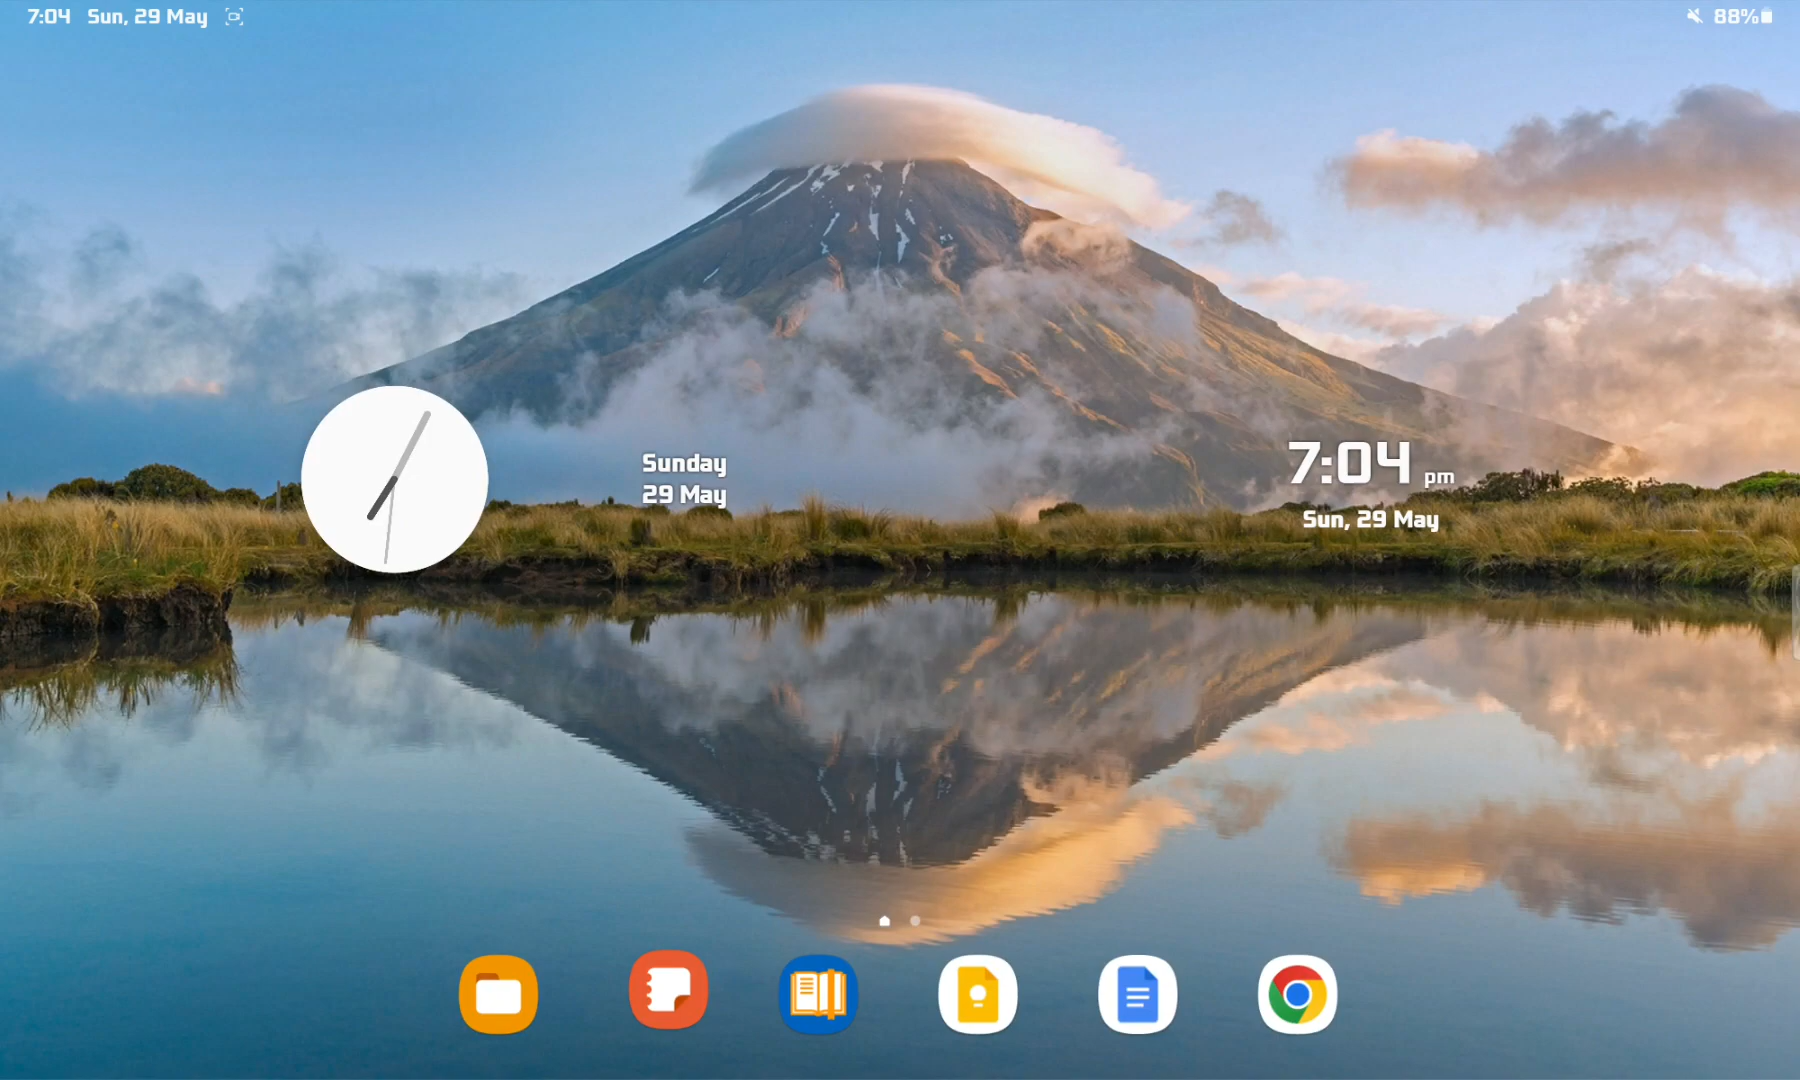 7:04 Sun, 29 May
88%
Sunday
29 May
7:04 pm
Sun, 29 May